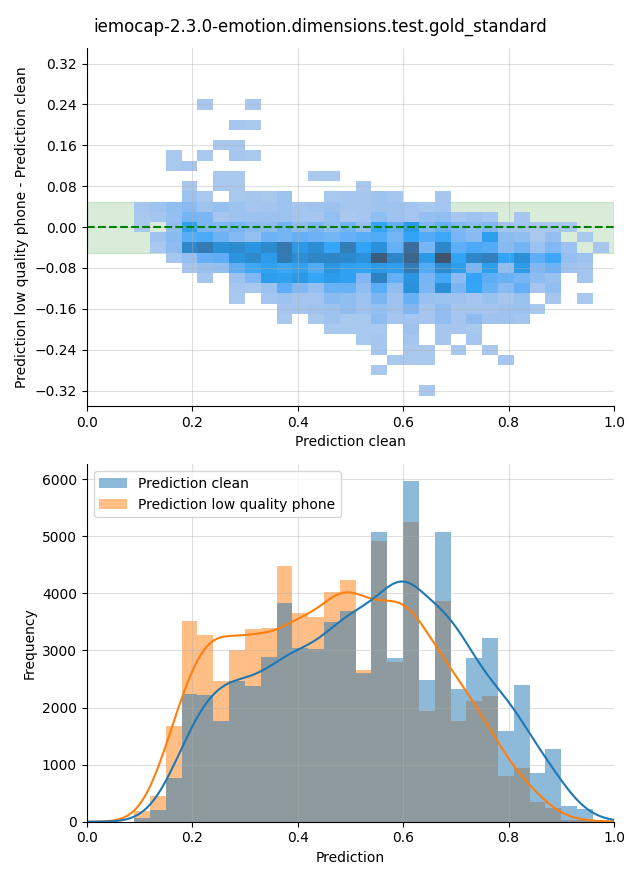 iemocap-2.3.0-emotion.dimensions.test.gold_standard
Prediction low quality phone - Prediction clean
0.32
0.24
0.16
0.08
0.00
−0.08
−0.16
−0.24
−0.32
0.0 0.2 0.4 0.6 0.8 1.0
Prediction clean
Frequency
6000
5000
4000
3000
2000
1000
0
Prediction clean
Prediction low quality phone
0.0 0.2 0.4 0.6 0.8 1.0
Prediction